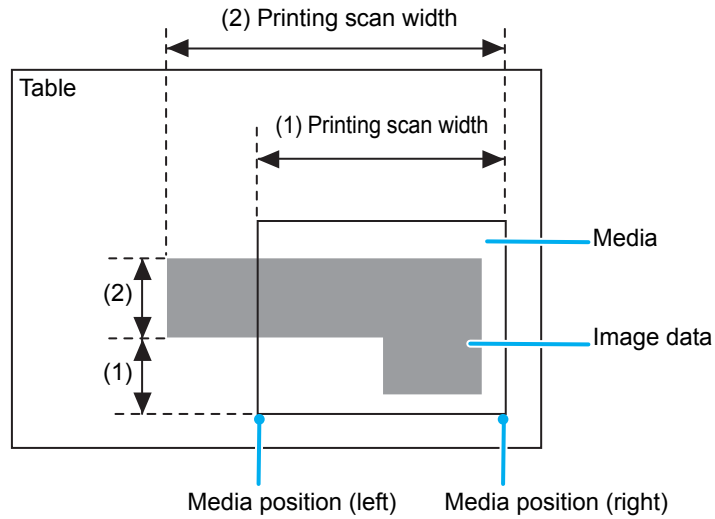 (2) Printing scan width
Table
(1) Printing scan width
Media
(2)
Image data
(1)
Media position (left)
Media position (right)